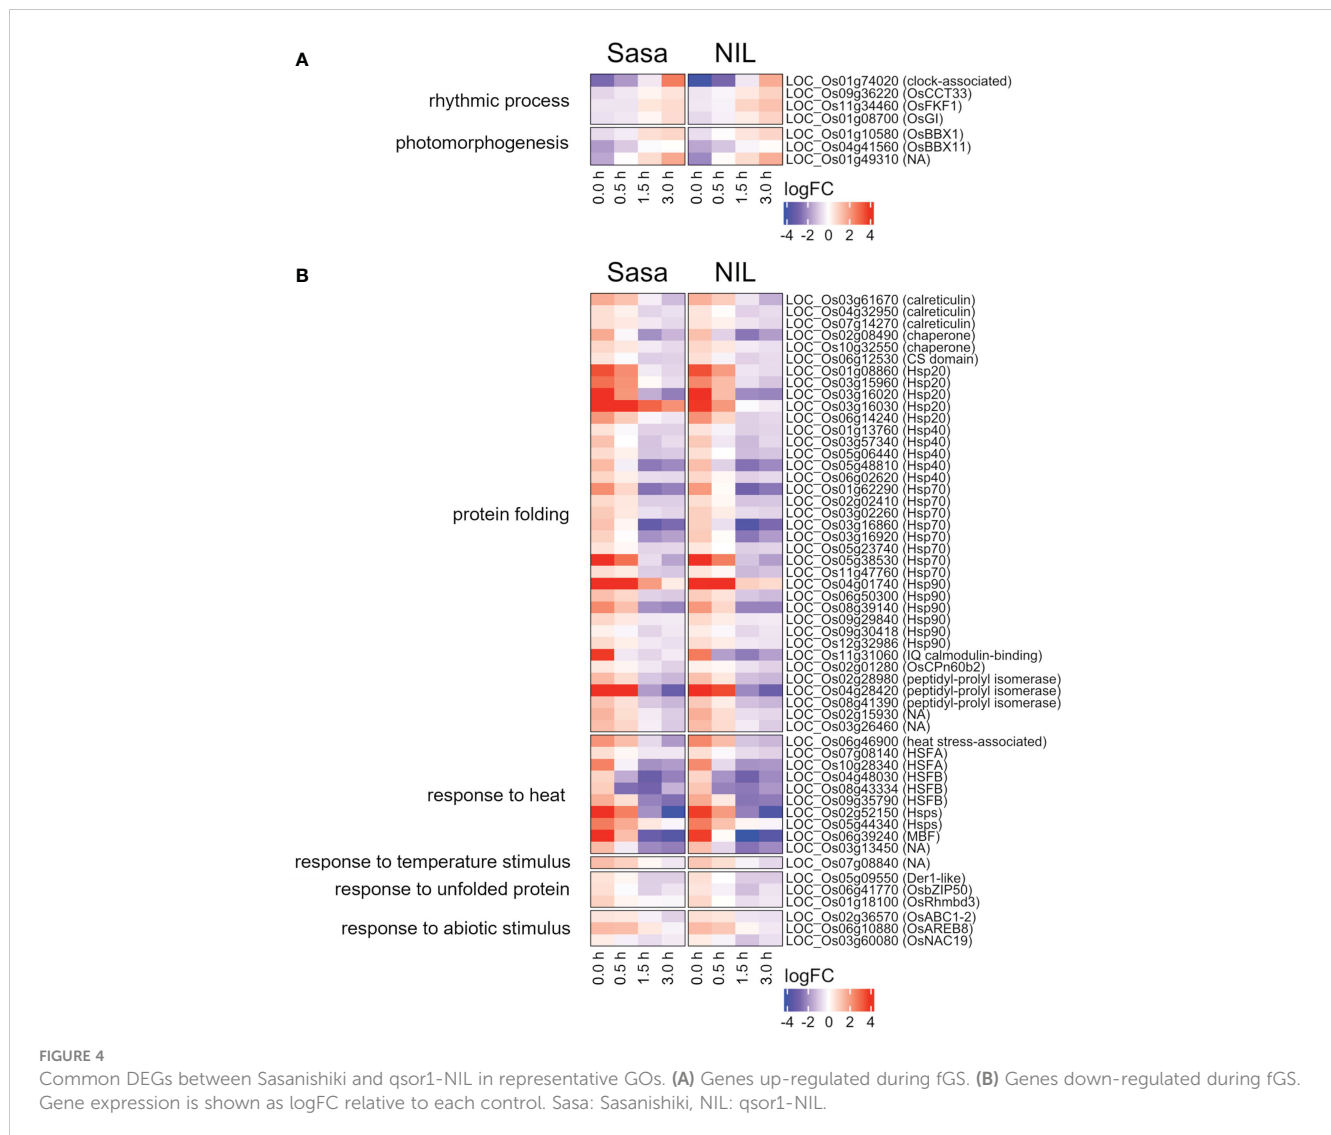 A
Sasa NIL
rhythmic process
LOC_Os01g74020 (clock-associated)
LOC_Os09g36220 (OsCCT33)
LOC_Os11g34460 (OsFKF1)
LOC_Os01g08700 (OsGI)
photomorphogenesis
LOC_Os01g10580 (OsBBX1)
LOC_Os04g41560 (OsBBX11)
LOC_Os01g49310 (NA)
0.0 h 0.5 h 1.5 h 3.0 h 0.0 h 0.5 h 1.5 h 3.0 h
logFC
-4 -2 0 2 4
B
Sasa NIL
protein folding
LOC_Os03g61670 (calreticulin)
LOC_Os04g32950 (calreticulin)
LOC_Os07g14270 (calreticulin)
LOC_Os02g08490 (chaperone)
LOC_Os10g32550 (chaperone)
LOC_Os06g12530 (CS domain)
LOC_Os01g08860 (Hsp20)
LOC_Os03g15960 (Hsp20)
LOC_Os03g16020 (Hsp20)
LOC_Os03g16030 (Hsp20)
LOC_Os06g14240 (Hsp20)
LOC_Os01g13760 (Hsp40)
LOC_Os03g57340 (Hsp40)
LOC_Os05g06440 (Hsp40)
LOC_Os05g48810 (Hsp40)
LOC_Os06g02620 (Hsp40)
LOC_Os01g62290 (Hsp70)
LOC_Os02g02410 (Hsp70)
LOC_Os03g02260 (Hsp70)
LOC_Os03g16860 (Hsp70)
LOC_Os03g16920 (Hsp70)
LOC_Os05g23740 (Hsp70)
LOC_Os05g38530 (Hsp70)
LOC_Os11g47760 (Hsp70)
LOC_Os04g01740 (Hsp90)
LOC_Os06g50300 (Hsp90)
LOC_Os08g39140 (Hsp90)
LOC_Os09g29840 (Hsp90)
LOC_Os09g30418 (Hsp90)
LOC_Os12g32986 (Hsp90)
LOC_Os11g31060 (IQ calmodulin-binding)
LOC_Os02g01280 (OsCPn60b2)
LOC_Os02g28980 (peptidyl-prolyl isomerase)
LOC_Os04g28420 (peptidyl-prolyl isomerase)
LOC_Os08g41390 (peptidyl-prolyl isomerase)
LOC_Os02g15930 (NA)
LOC_Os03g26460 (NA)
response to heat
LOC_Os06g46900 (heat stress-associated)
LOC_Os07g08140 (HSFA)
LOC_Os10g28340 (HSFA)
LOC_Os04g48030 (HSFB)
LOC_Os08g43334 (HSFB)
LOC_Os09g35790 (HSFB)
LOC_Os02g52150 (Hsps)
LOC_Os05g44340 (Hsps)
LOC_Os06g39240 (MBF)
LOC_Os03g13450 (NA)
response to temperature stimulus
LOC_Os07g08840 (NA)
response to unfolded protein
LOC_Os05g09550 (Der1-like)
LOC_Os06g41770 (OsbZIP50)
LOC_Os01g18100 (OsRhmbd3)
response to abiotic stimulus
LOC_Os02g36570 (OsABC1-2)
LOC_Os06g10880 (OsAREB8)
LOC_Os03g60080 (OsNAC19)
0.0 h 0.5 h 1.5 h 3.0 h 0.0 h 0.5 h 1.5 h 3.0 h
logFC
-4 -2 0 2 4
FIGURE 4
Common DEGs between Sasanishiki and qsor1-NIL in representative GOs. (A) Genes up-regulated during fGS. (B) Genes down-regulated during fGS.
Gene expression is shown as logFC relative to each control. Sasa: Sasanishiki, NIL: qsor1-NIL.